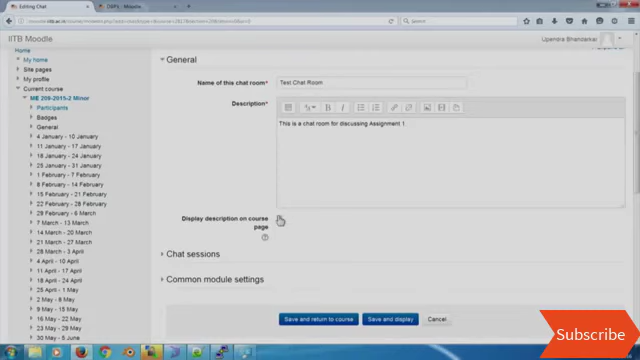 Editing Chat
Search
IITB Moodle
Upendra Bhandarkar
Home
My home
Site pages
My profile
Current course
ME 209-2015-2 Minor
Participants
Badges
General
4 January - 10 January
11 January - 17 January
18 January - 24 January
25 January - 31 January
1 February - 7 February
8 February - 14 February
15 February - 21 February
22 February - 28 February
29 February - 6 March
7 March - 13 March
14 March - 20 March
21 March - 27 March
28 March - 3 April
4 April - 10 April
11 April - 17 April
18 April - 24 April
25 April - 1 May
2 May - 8 May
9 May - 15 May
16 May - 22 May
23 May - 29 May
30 May - 5 June
General
Name of this chat room*
Test Chat Room
Description*
This is a chat room for discussing Assignment 1
Display description on course
page
Chat sessions
Common module settings
Save and return to course
Save and display
Cancel
Subscribe